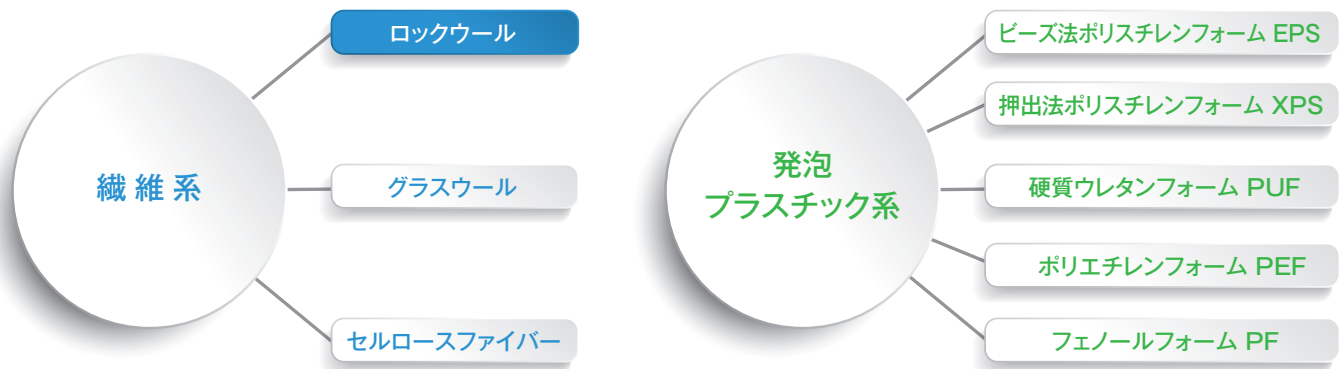 繊維系
ロックウール
グラスウール
セルロースファイバー
発泡
プラスチック系
ビーズ法ポリスチレンフォーム EPS
押出法ポリスチレンフォーム XPS
硬質ウレタンフォーム PUF
ポリエチレンフォーム PEF
フェノールフォーム PF